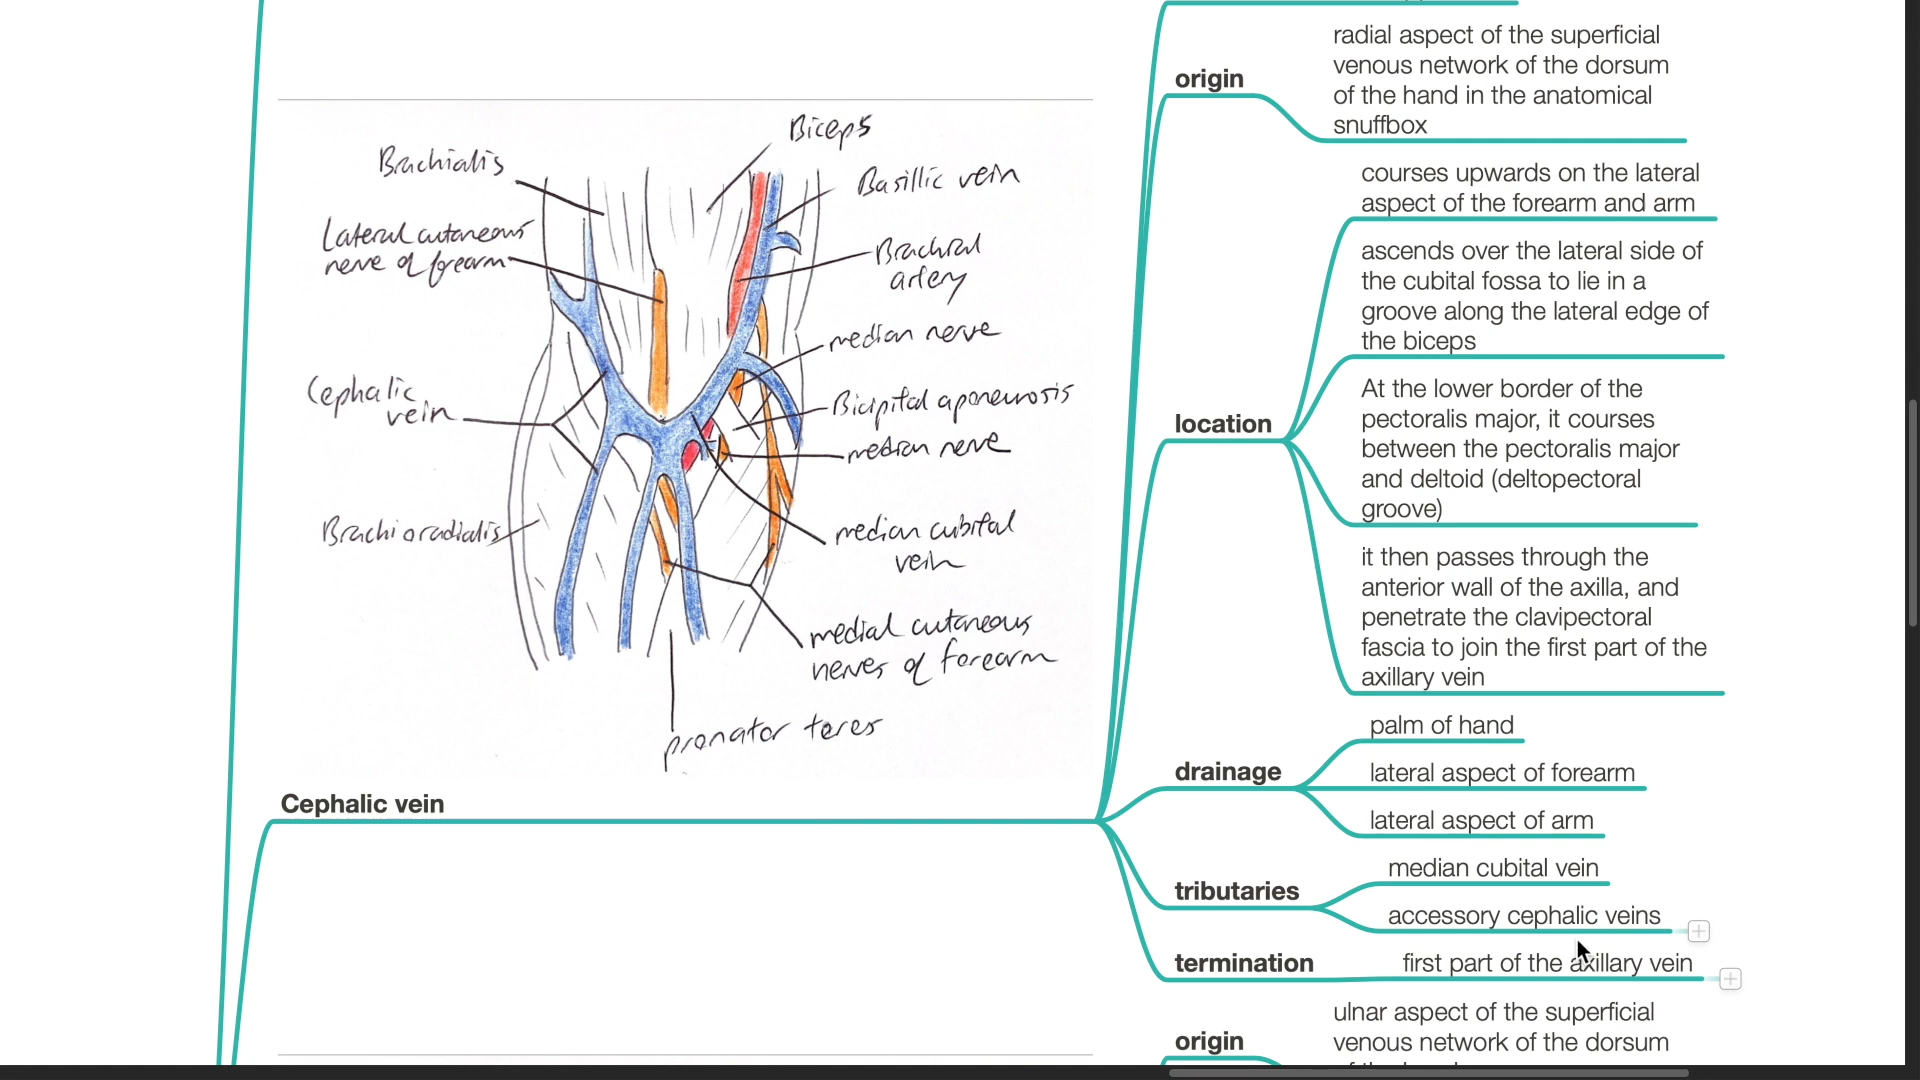 Biceps
Brachialis
Basillic vein
Lateral cutaneous
nerve of forearm
Brachial
artery
median nerve
Cephalic
vein
Bicipital aponeurosis
median nerve
Brachioradialis
median cubital
vein
medial cutaneous
nerves of forearm
pronator teres
Cephalic vein
origin
radial aspect of the superficial
venous network of the dorsum
of the hand in the anatomical
snuffbox
location
courses upwards on the lateral
aspect of the forearm and arm
ascends over the lateral side of
the cubital fossa to lie in a
groove along the lateral edge of
the biceps
At the lower border of the
pectoralis major, it courses
between the pectoralis major
and deltoid (deltopectoral
groove)
it then passes through the
anterior wall of the axilla, and
penetrate the clavipectoral
fascia to join the first part of the
axillary vein
drainage
palm of hand
lateral aspect of forearm
lateral aspect of arm
tributaries
median cubital vein
accessory cephalic veins
termination
first part of the axillary vein
origin
ulnar aspect of the superficial
venous network of the dorsum